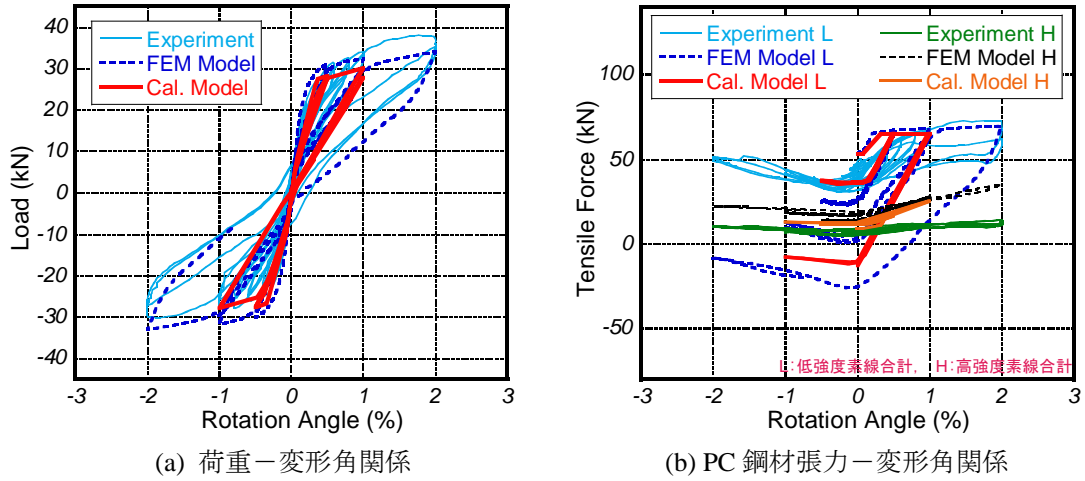 Experiment
FEM Model
Cal. Model
Load (kN)
40
30
20
10
0
-10
-20
-30
-40
-3 -2 -1 0 1 2 3
Rotation Angle (%)
(a) 荷重－変形角関係
Experiment L
FEM Model L
Cal. Model L
Experiment H
FEM Model H
Cal. Model H
Tensile Force (kN)
100
50
0
-50
L:低強度素線合計, H:高強度素線合計
-3 -2 -1 0 1 2 3
Rotation Angle (%)
(b) PC 鋼材張力－変形角関係